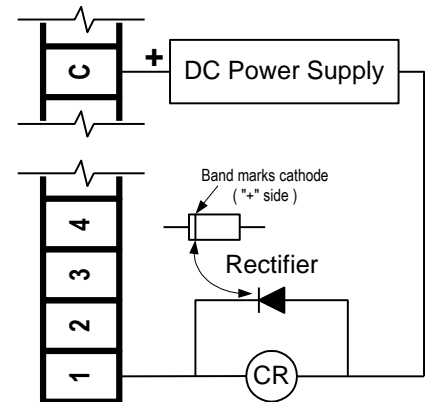 C
+
DC Power Supply
Band marks cathode
( "+" side )
4
Rectifier
3
2
1
CR